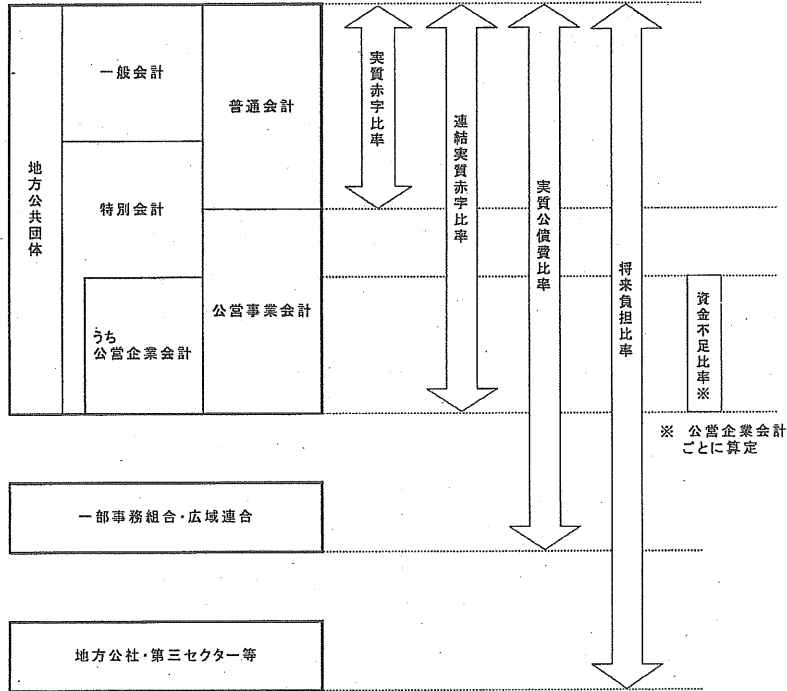 地方公共団体
一般会計
特別会計
うち
公営企業会計
普通会計
公営事業会計
実質赤字比率
連結実質赤字比率
実質公債費比率
将来負担比率
資金不足比率※
※ 公営企業会計
ごとに算定
一部事務組合・広域連合
地方公社・第三セクター等